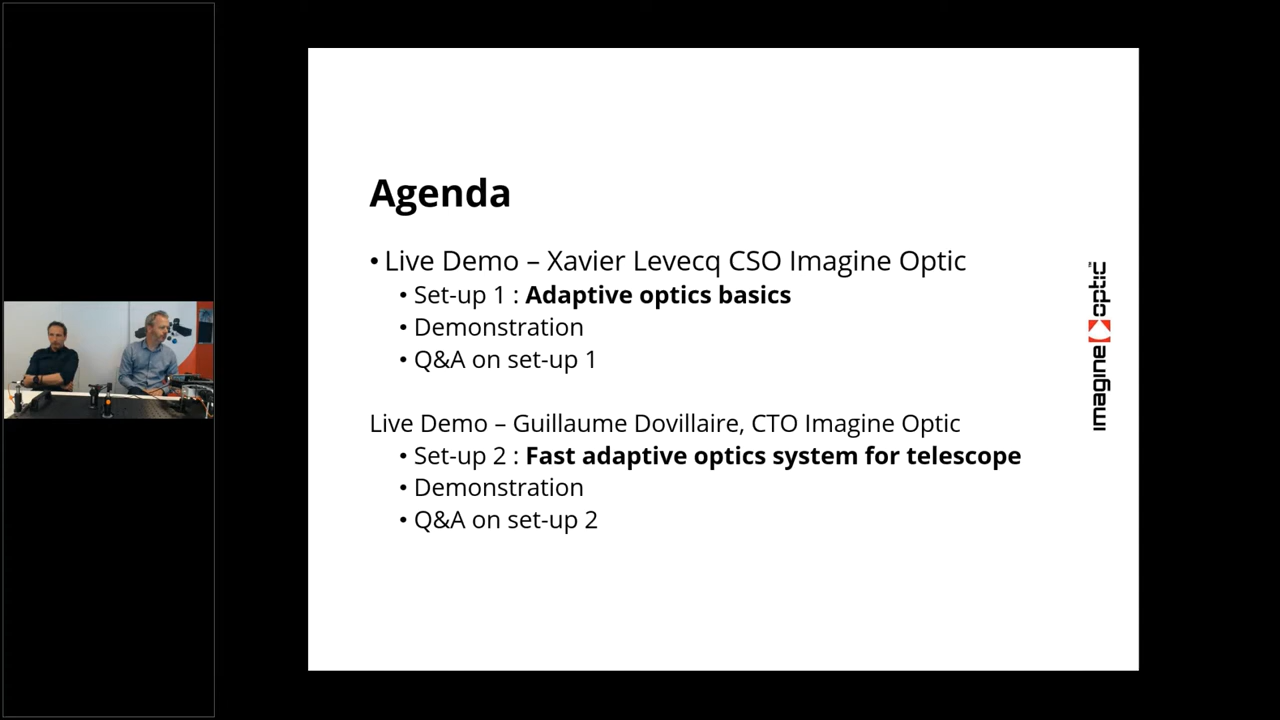 Agenda
• Live Demo – Xavier Levecq CSO Imagine Optic
• Set-up 1 : Adaptive optics basics
• Demonstration
• Q&A on set-up 1
Live Demo – Guillaume Dovillaire, CTO Imagine Optic
• Set-up 2 : Fast adaptive optics system for telescope
• Demonstration
• Q&A on set-up 2
imagine optic™